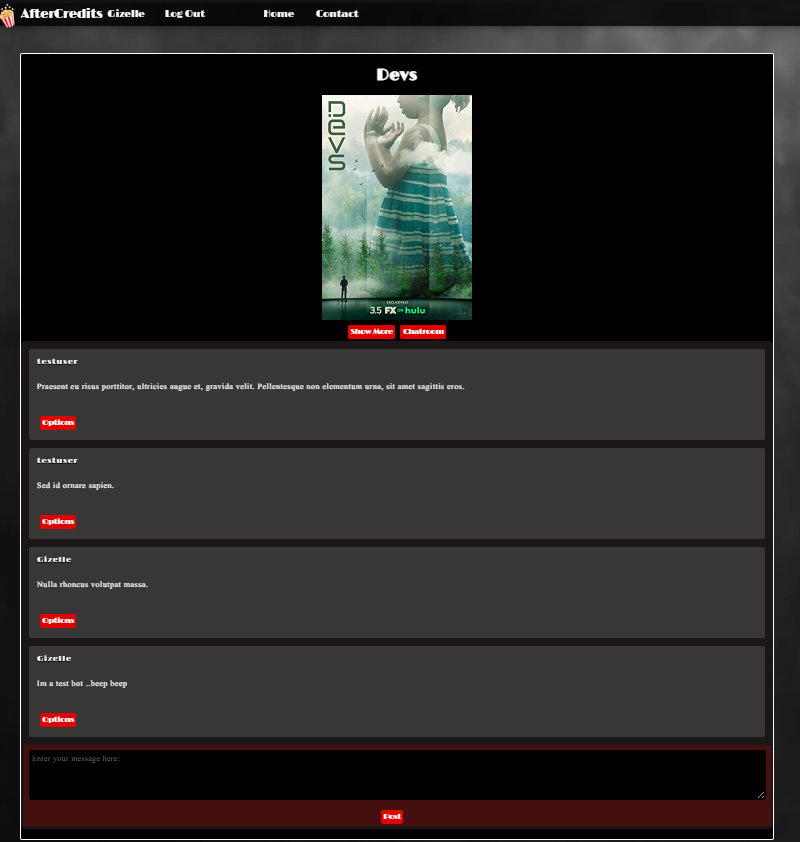 AfterCredits Gizelle Log Out Home Contact
Devs
DEVS
EXCLUSIVELY
3.5 FX ON hulu
Show More Chatroom
testuser
Praesent eu risus porttitor, ultricies augue et, gravida velit. Pellentesque non elementum urna, sit amet sagittis eros.
Options
testuser
Sed id ornare sapien.
Options
Gizelle
Nulla rhoncus volutpat massa.
Options
Gizelle
Im a test bot ..beep beep
Options
Enter your message here:
Post